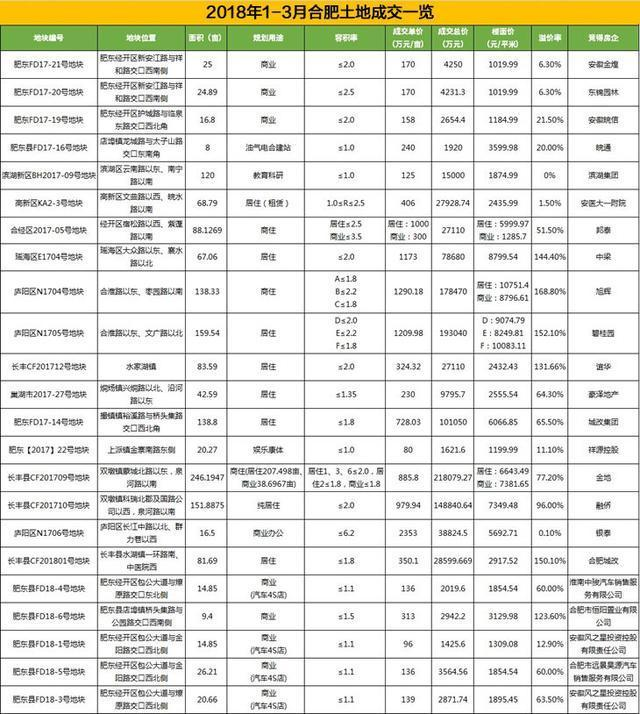 2018年1-3月合肥土地成交一览
地块编号 地块位置 面积（亩） 规划用途 容积率 成交单价（万元/亩） 成交总价（万元） 楼面价（元/平米） 溢价率 竞得房企
肥东FD17-21号地块 肥东经开区新安江路与祥和路交口西南侧 25 商业 ≤2.0 170 4250 1019.99 6.30% 安徽金煌
肥东FD17-20号地块 肥东经开区新安江路与祥和路交口西南侧 24.89 商业 ≤2.5 170 4231.3 1019.99 6.30% 东锦园林
肥东FD17-19号地块 肥东经开区护城路与临泉东路交口西北角 16.8 商业 ≤2.0 158 2654.4 1184.99 21.50% 安徽皖信
肥东县FD17-16号地块 店埠镇龙城路与太子山路交口东南角 8 油气电合建站 ≤1.0 240 1920 3599.98 20.00% 皖通
滨湖新区BH2017-09号地块 滨湖区云南路以东、南宁路以南 120 教育科研 ≤1.0 125 15000 1874.99 0% 滨湖集团
高新区KA2-3号地块 高新区文曲路以西、皖水路以南 68.79 居住（租赁） 1.0≤R≤2.5 406 27928.74 2435.99 1.50% 安医大一附院
合经区2017-05号地块 经开区宿松路以西、紫蓬路以南 88.1269 商住 居住≤2.5 商业≤3.5 居住：1000 商业：300 27110 居住：5999.97 商业：1285.7 51.50% 邦泰
瑶海区E1704号地块 瑶海区大众路以东、襄水路以北 67.06 居住 ≤2.0 1173 78680 8799.54 144.40% 中梁
庐阳区N1704号地块 合淮路以东、枣园路以南 138.33 商住 A≤1.8 B≤2.2 C≤1.8 1290.18 178470 居住：10751.4 商业：8796.61 168.80% 旭辉
庐阳区N1705号地块 合淮路以东、文广路以北 159.54 居住 D≤2.0 E≤2.2 F≤1.8 1209.98 193040 D：9074.79 E：8249.81 F：10083.11 152.10% 碧桂园
长丰CF201712号地块 水家湖镇 83.59 居住 ≤2.0 324.32 27110 2432.43 131.66% 谊华
巢湖市2017-27号地块 烔炀镇兴烔路以北、沿河路以东 42.59 居住 ≤1.35 230 9795.7 2555.54 64.30% 豪泽地产
肥东FD17-14号地块 撮镇镇裕溪路与桥头集路交口西北角 138.8 居住 ≤1.8 728.03 101050 6066.85 65.50% 城改集团
肥东【2017】22号地块 上派镇金寨南路东侧 20.27 娱乐康体 ≤1.0 80 1621.6 1199.99 11.10% 祥源控股
长丰县CF201709号地块 双墩镇蒙城北路以东，泉河路以南 246.1947 商住(居住207.498亩、商业38.6967亩) 居住1、3、6≤2.0，居住2≤1.8，商业≤1.8 885.8 218079.27 居住：6643.49 商业：7381.65 77.20% 金地
长丰县CF201710号地块 双墩镇科瑞北郡及国路公司以西，泉河路以南 151.8875 纯居住 ≤2.0 979.94 148840.64 7349.48 96.00% 融侨
庐阳区N1706号地块 庐阳区长江中路以北、群力巷以西 16.5 商业办公 ≤6.2 2353 38824.5 5692.71 0.10% 银泰
长丰县CF201801号地块 长丰县水湖镇一环路南、中医院西 81.69 居住 ≤1.8 350.1 28599.669 2917.52 150.10% 合肥城改
肥东县FD18-4号地块 肥东经开区包公大道与燎原路交口东北侧 14.85 商业（汽车4S店） ≤1.1 136 2019.6 1854.54 60.00% 淮南中骏汽车销售服务有限公司
肥东县FD18-6号地块 肥东县店埠镇桥头集路与公园路交口西南侧 9.4 商业 ≤1.5 313 2942.2 3129.98 123.60% 合肥市恒阳置业有限公司
肥东县FD18-1号地块 肥东经开区包公大道与金阳路交口西北侧 14.85 商业（汽车4S店） ≤1.1 96 1425.6 1309.08 12.90% 安徽风之星投资控股有限责任公司
肥东县FD18-5号地块 肥东经开区包公大道与金阳路交口西北侧 26.21 商业（汽车4S店） ≤1.1 136 3564.56 1854.54 60.00% 合肥市远景昊源汽车销售服务有限公司
肥东县FD18-3号地块 肥东经开区包公大道与燎原路交口西北侧 20.66 商业（汽车4S店） ≤1.1 139 2871.74 1895.45 63.50% 安徽风之星投资控股有限责任公司